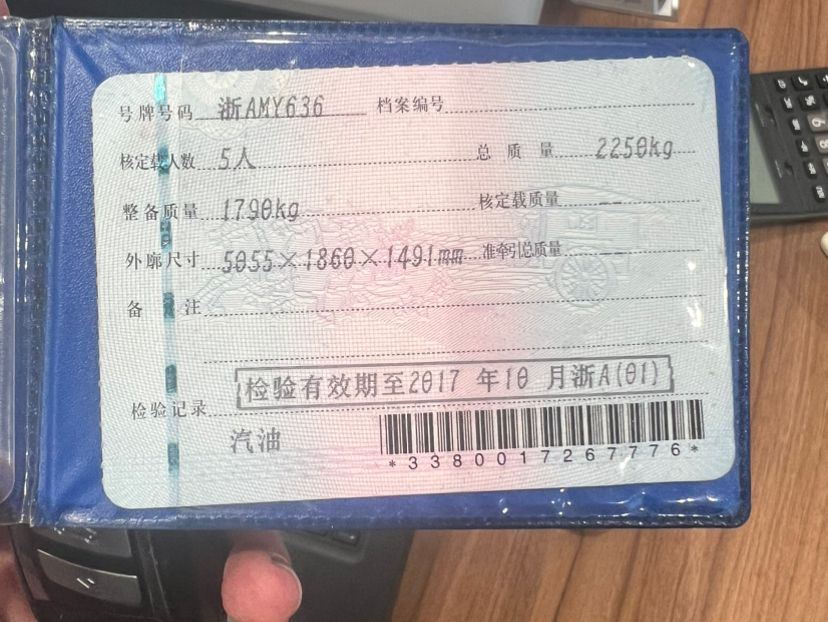 号牌号码 浙AMY636 档案编号
核定载人数 5人 总质量 2250kg
整备质量 1790kg 核定载质量 --
外廓尺寸 5055×1860×1491mm 准牵引总质量 --
备注
检验有效期至2017年10月浙A(01)
检验记录
汽油
*3380017267776*